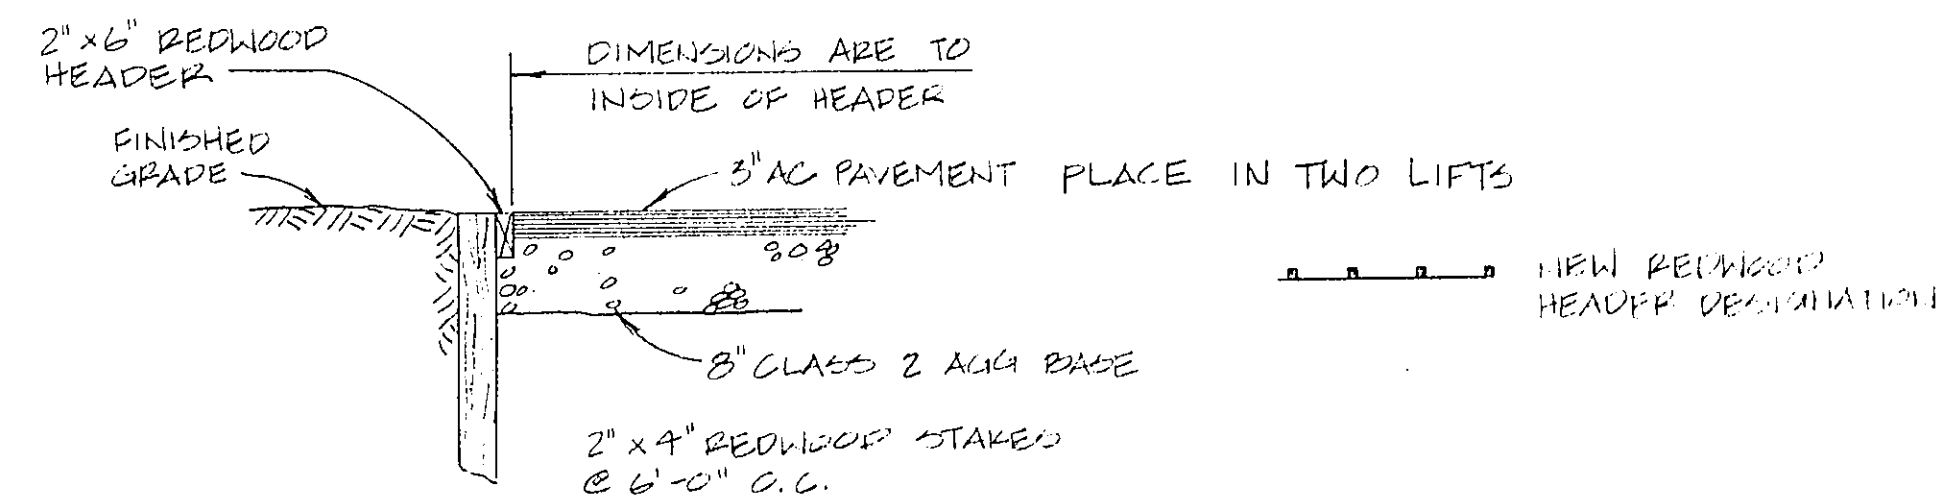 2" x 6" REDWOOD
HEADER
DIMENSIONS ARE TO
INSIDE OF HEADER
FINISHED
GRADE
3" AC PAVEMENT PLACE IN TWO LIFTS
NEW REDWOOD
HEADER DESIGNATION
8" CLASS 2 AGG BASE
2" x 4" REDWOOD STAKES
@ 6'-0" O.C.